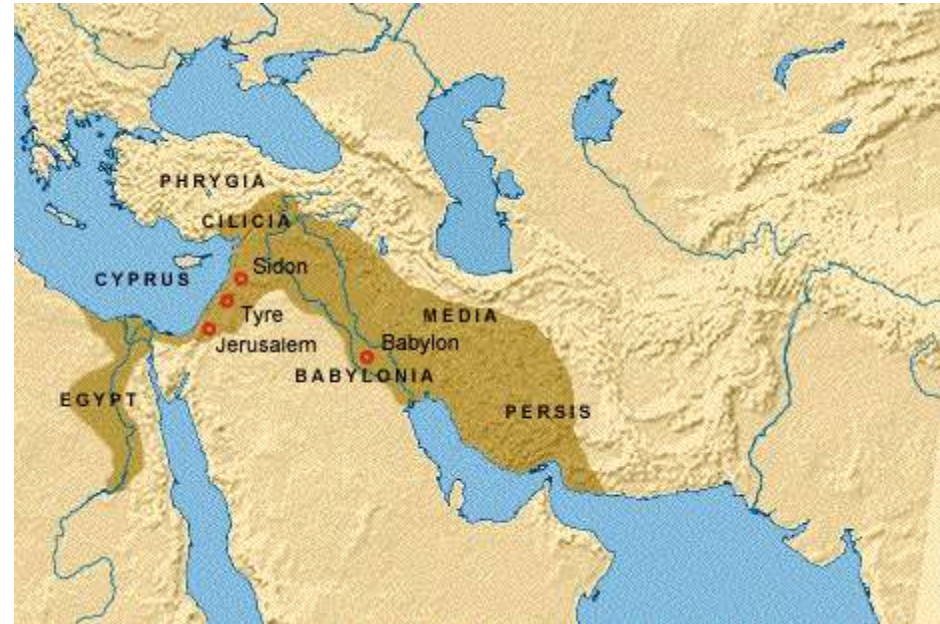 PHRYGIA
CILICIA
Sidon
CYPRUS
Tyre
MEDIA
Jerusalem
Babylon
BABYLONIA
EGYPT
PERSIS